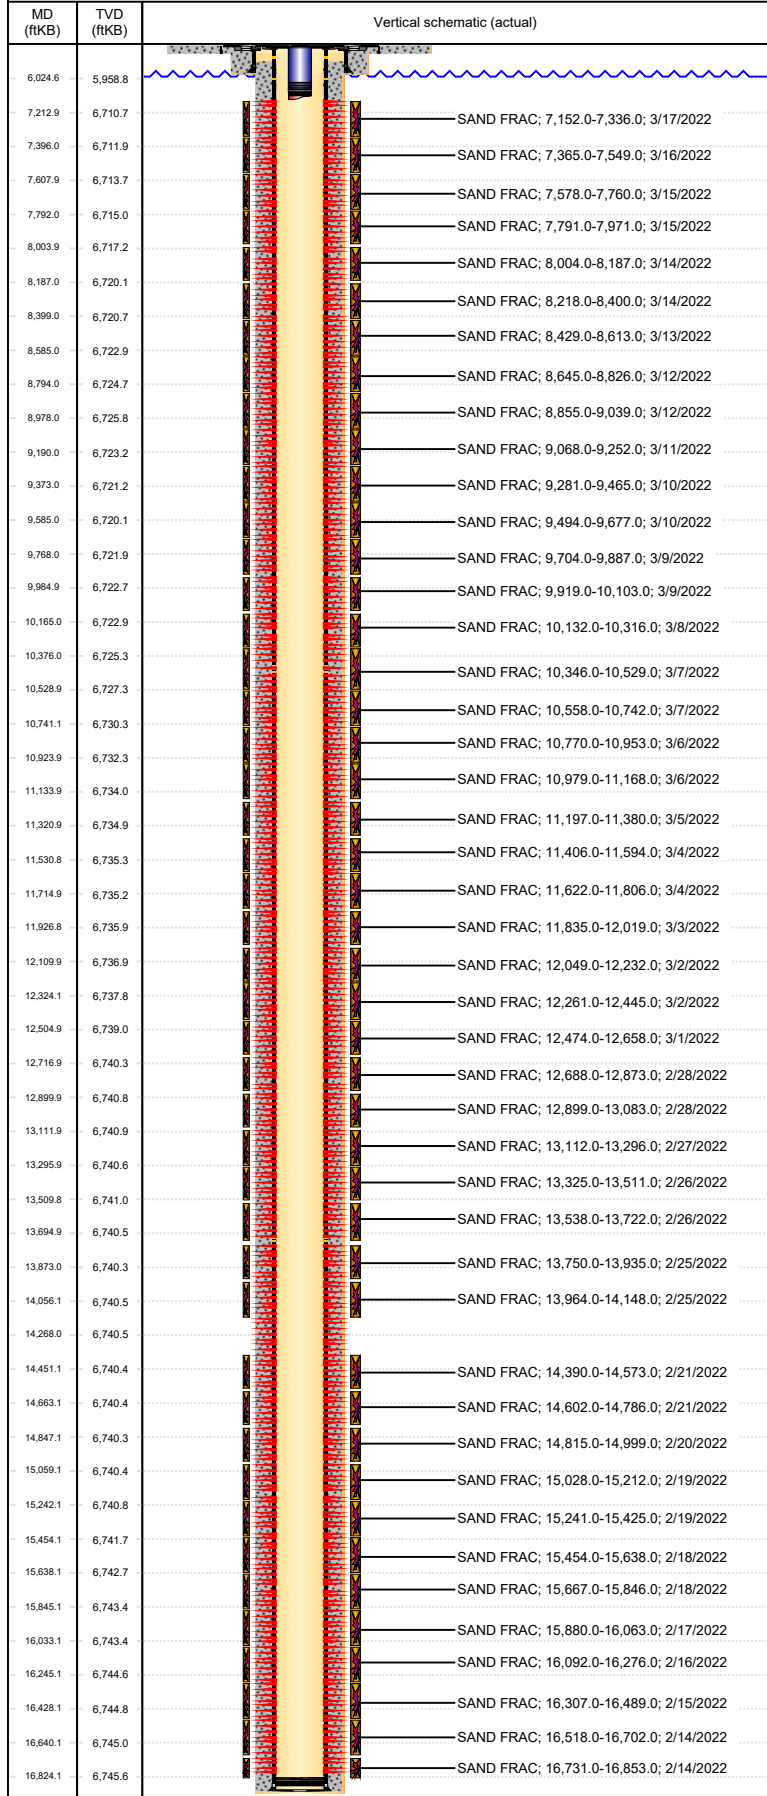 MD
(ftKB)
TVD
(ftKB)
Vertical schematic (actual)
6,024.6 5,958.8
7,212.9 6,710.7
SAND FRAC; 7,152.0-7,336.0; 3/17/2022
7,396.0 6,711.9
SAND FRAC; 7,365.0-7,549.0; 3/16/2022
7,607.9 6,713.7
SAND FRAC; 7,578.0-7,760.0; 3/15/2022
7,792.0 6,715.0
SAND FRAC; 7,791.0-7,971.0; 3/15/2022
8,003.9 6,717.2
SAND FRAC; 8,004.0-8,187.0; 3/14/2022
8,187.0 6,720.1
SAND FRAC; 8,218.0-8,400.0; 3/14/2022
8,399.0 6,720.7
SAND FRAC; 8,429.0-8,613.0; 3/13/2022
8,585.0 6,722.9
SAND FRAC; 8,645.0-8,826.0; 3/12/2022
8,794.0 6,724.7
SAND FRAC; 8,855.0-9,039.0; 3/12/2022
8,978.0 6,725.8
SAND FRAC; 9,068.0-9,252.0; 3/11/2022
9,190.0 6,723.2
SAND FRAC; 9,281.0-9,465.0; 3/10/2022
9,373.0 6,721.2
SAND FRAC; 9,494.0-9,677.0; 3/10/2022
9,585.0 6,720.1
SAND FRAC; 9,704.0-9,887.0; 3/9/2022
9,768.0 6,721.9
9,984.9 6,722.7
SAND FRAC; 9,919.0-10,103.0; 3/9/2022
10,165.0 6,722.9
SAND FRAC; 10,132.0-10,316.0; 3/8/2022
10,376.0 6,725.3
SAND FRAC; 10,346.0-10,529.0; 3/7/2022
10,528.9 6,727.3
SAND FRAC; 10,558.0-10,742.0; 3/7/2022
10,741.1 6,730.3
SAND FRAC; 10,770.0-10,953.0; 3/6/2022
10,923.9 6,732.3
SAND FRAC; 10,979.0-11,168.0; 3/6/2022
11,133.9 6,734.0
SAND FRAC; 11,197.0-11,380.0; 3/5/2022
11,320.9 6,734.9
SAND FRAC; 11,406.0-11,594.0; 3/4/2022
11,530.8 6,735.3
SAND FRAC; 11,622.0-11,806.0; 3/4/2022
11,714.9 6,735.2
SAND FRAC; 11,835.0-12,019.0; 3/3/2022
11,926.8 6,735.9
SAND FRAC; 12,049.0-12,232.0; 3/2/2022
12,109.9 6,736.9
SAND FRAC; 12,261.0-12,445.0; 3/2/2022
12,324.1 6,737.8
12,504.9 6,739.0
SAND FRAC; 12,474.0-12,658.0; 3/1/2022
12,716.9 6,740.3
SAND FRAC; 12,688.0-12,873.0; 2/28/2022
12,899.9 6,740.8
SAND FRAC; 12,899.0-13,083.0; 2/28/2022
13,111.9 6,740.9
SAND FRAC; 13,112.0-13,296.0; 2/27/2022
13,295.9 6,740.6
SAND FRAC; 13,325.0-13,511.0; 2/26/2022
13,509.8 6,741.0
SAND FRAC; 13,538.0-13,722.0; 2/26/2022
13,694.9 6,740.5
SAND FRAC; 13,750.0-13,935.0; 2/25/2022
13,873.0 6,740.3
SAND FRAC; 13,964.0-14,148.0; 2/25/2022
14,056.1 6,740.5
14,268.0 6,740.5
14,451.1 6,740.4
SAND FRAC; 14,390.0-14,573.0; 2/21/2022
14,663.1 6,740.4
SAND FRAC; 14,602.0-14,786.0; 2/21/2022
14,847.1 6,740.3
SAND FRAC; 14,815.0-14,999.0; 2/20/2022
15,059.1 6,740.4
SAND FRAC; 15,028.0-15,212.0; 2/19/2022
15,242.1 6,740.8
SAND FRAC; 15,241.0-15,425.0; 2/19/2022
15,454.1 6,741.7
SAND FRAC; 15,454.0-15,638.0; 2/18/2022
15,638.1 6,742.7
SAND FRAC; 15,667.0-15,846.0; 2/18/2022
15,845.1 6,743.4
SAND FRAC; 15,880.0-16,063.0; 2/17/2022
16,033.1 6,743.4
SAND FRAC; 16,092.0-16,276.0; 2/16/2022
16,245.1 6,744.6
SAND FRAC; 16,307.0-16,489.0; 2/15/2022
16,428.1 6,744.8
SAND FRAC; 16,518.0-16,702.0; 2/14/2022
16,640.1 6,745.0
SAND FRAC; 16,731.0-16,853.0; 2/14/2022
16,824.1 6,745.6